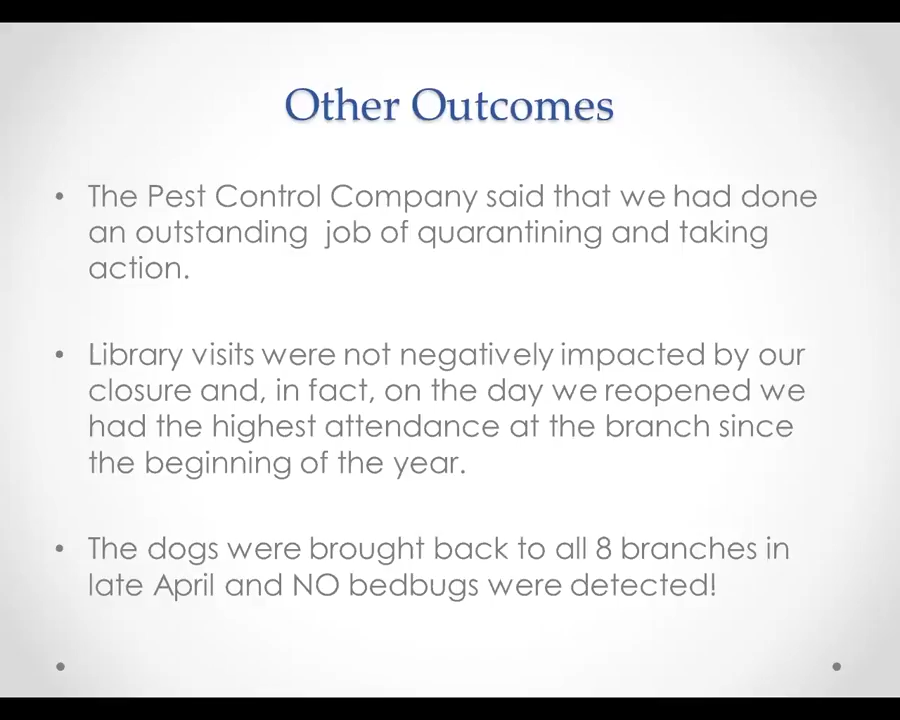 Other Outcomes
• The Pest Control Company said that we had done
an outstanding  job of quarantining and taking
action.
• Library visits were not negatively impacted by our
closure and, in fact, on the day we reopened we
had the highest attendance at the branch since
the beginning of the year.
• The dogs were brought back to all 8 branches in
late April and NO bedbugs were detected!